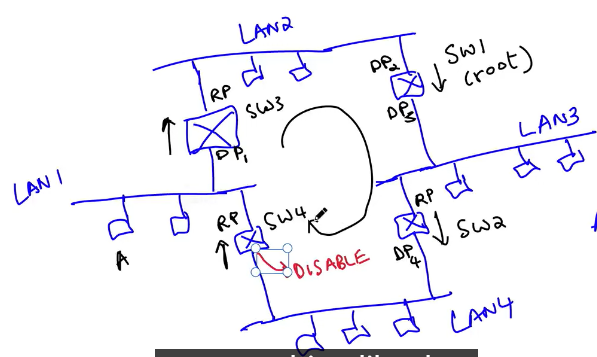 LAN2
SW1
(root)
DP2
RP
SW3
DP3
DP1
LAN3
LAN1
RP
SW4
RP
SW2
A
DISABLE
DP4
LAN4